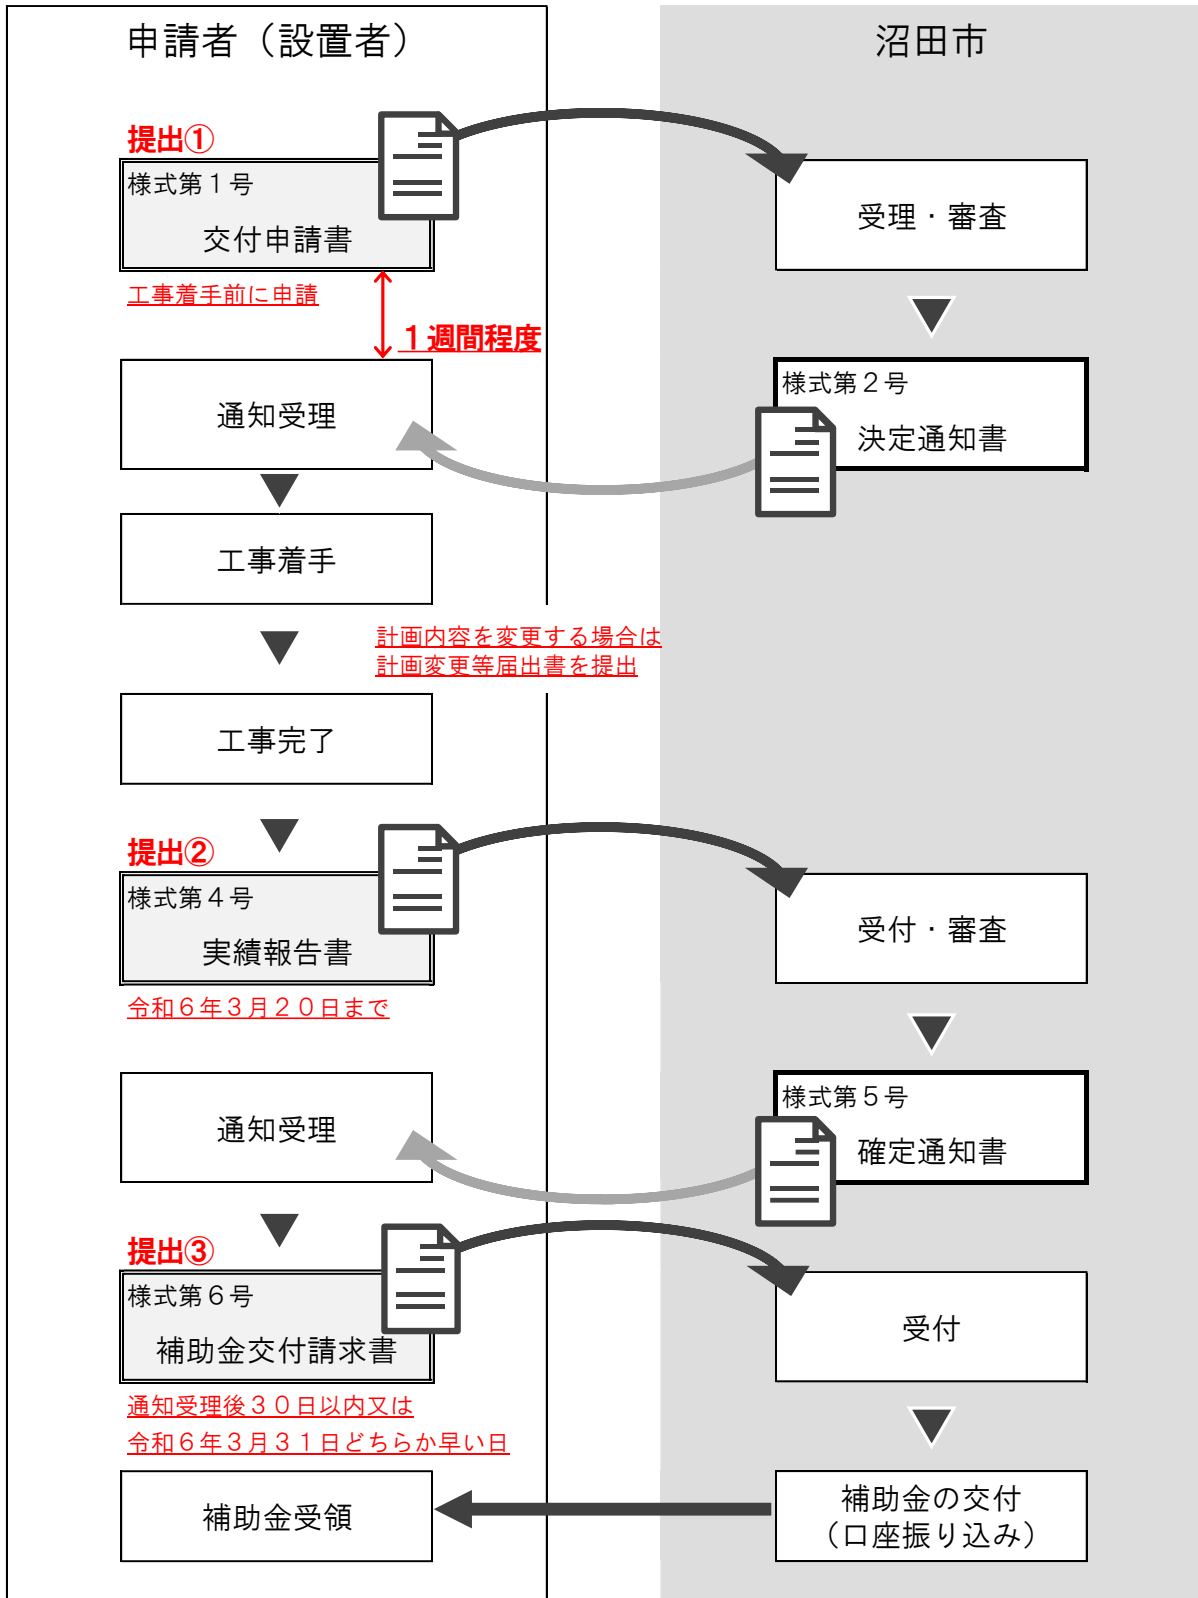 申請者（設置者）
沼田市
提出①
様式第１号
交付申請書
工事着手前に申請
１週間程度
受理・審査
様式第２号
決定通知書
通知受理
工事着手
計画内容を変更する場合は
計画変更等届出書を提出
工事完了
提出②
様式第４号
実績報告書
令和６年３月２０日まで
受付・審査
様式第５号
確定通知書
通知受理
提出③
様式第６号
補助金交付請求書
通知受理後３０日以内又は
令和６年３月３１日どちらか早い日
受付
補助金の交付
（口座振り込み）
補助金受領